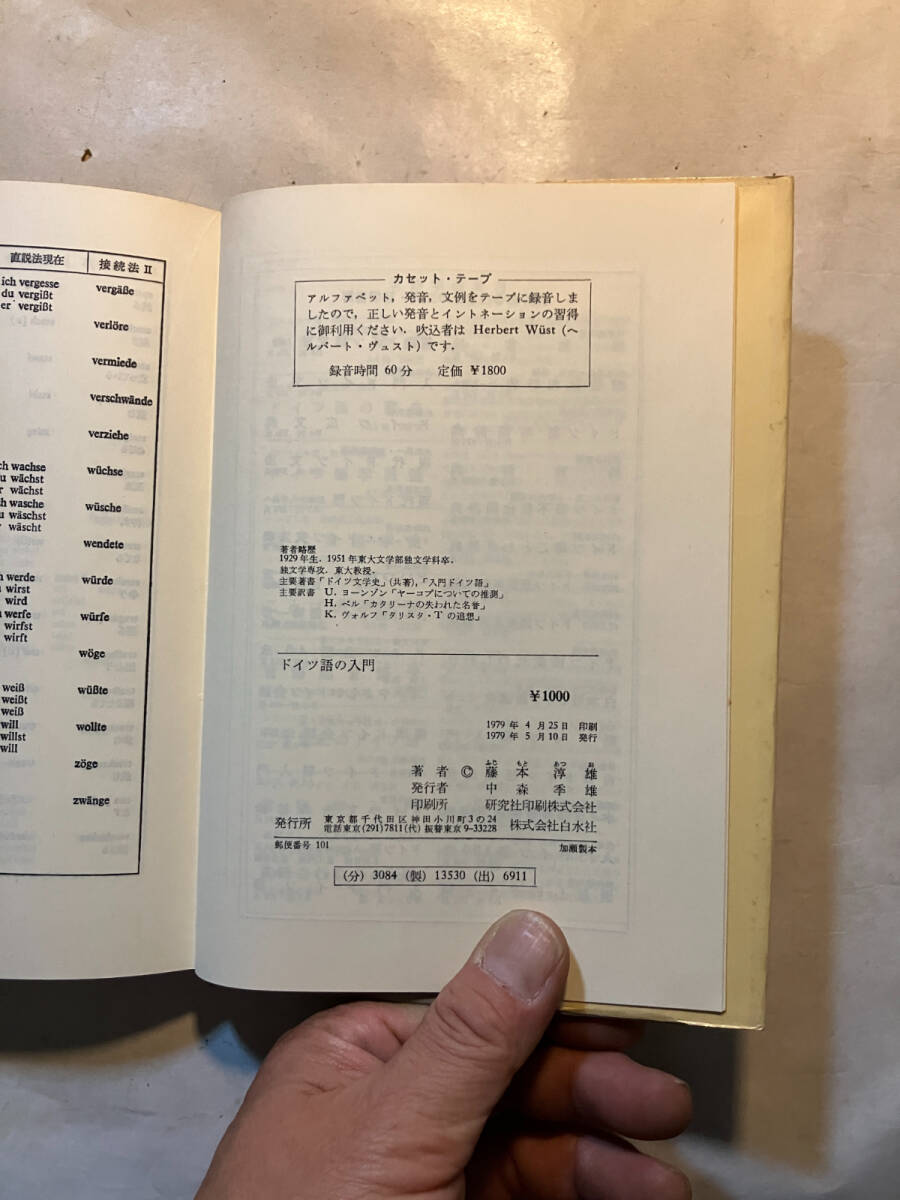 直説法現在 接続法 II
ich vergesse vergäße
du vergißt
er vergißt
verlöre
vermiede
verschwände
verziehe
ch wachse wüchse
u wächst
r wächst
h wasche wüsche
u wäschst
r wäscht
wendete
h werde würde
wirst
wird
werfe würfe
wirfst
wirft
wöge
weiß wüßte
weißt
weiß
will wollte
willst
will
zöge
zwänge
カセット・テープ
アルファベット,発音,文例をテープに録音しま
したので,正しい発音とイントネーションの習得
に御利用ください.吹込者は Herbert Wüst (ヘ
ルバート・ヴュスト)です.
録音時間 60分 定価 ¥1800
著者略歴
1929年生.1951年東大文学部独文学科卒.
独文学専攻.東大教授.
主要著書「ドイツ文学史」(共著),「入門ドイツ語」
主要訳書 U. ヨーンゾン「ヤーコプについての推測」
H. ベル「カタリーナの失われた名誉」
K. ヴォルフ「クリスタ・Tの追想」
ドイツ語の入門
¥1000
1979年 4月25日 印刷
1979年 5月10日 発行
ふじ もと あつ お
著者 © 藤本淳雄
発行者 中森季雄
印刷所 研究社印刷株式会社
発行所 東京都千代田区神田小川町3の24 株式会社白水社
電話東京(291)7811(代) 振替東京9-33228
郵便番号 101 加瀬製本
(分) 3084 (製) 13530 (出) 6911